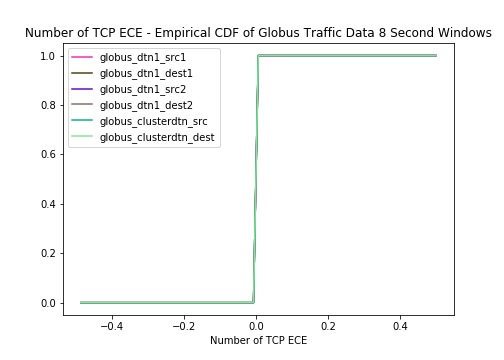 Number of TCP ECE - Empirical CDF of Globus Traffic Data 8 Second Windows
globus_dtn1_src1
globus_dtn1_dest1
globus_dtn1_src2
globus_dtn1_dest2
globus_clusterdtn_src
globus_clusterdtn_dest
1.0
0.8
0.6
0.4
0.2
0.0
−0.4 −0.2 0.0 0.2 0.4
Number of TCP ECE